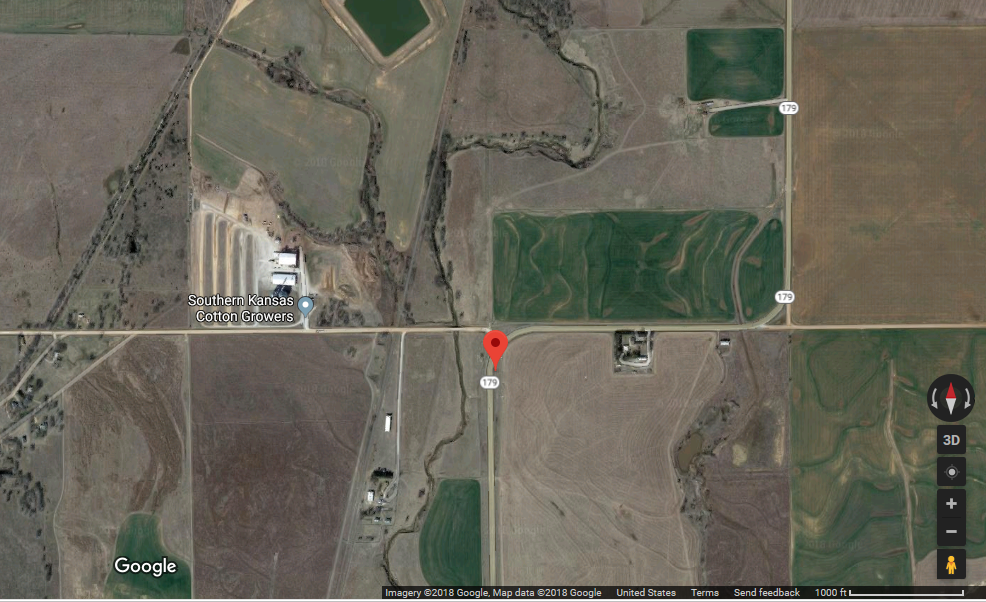 179
179
Southern Kansas
Cotton Growers
179
3D
Google
Imagery ©2018 Google, Map data ©2018 Google United States Terms Send feedback 1000 ft